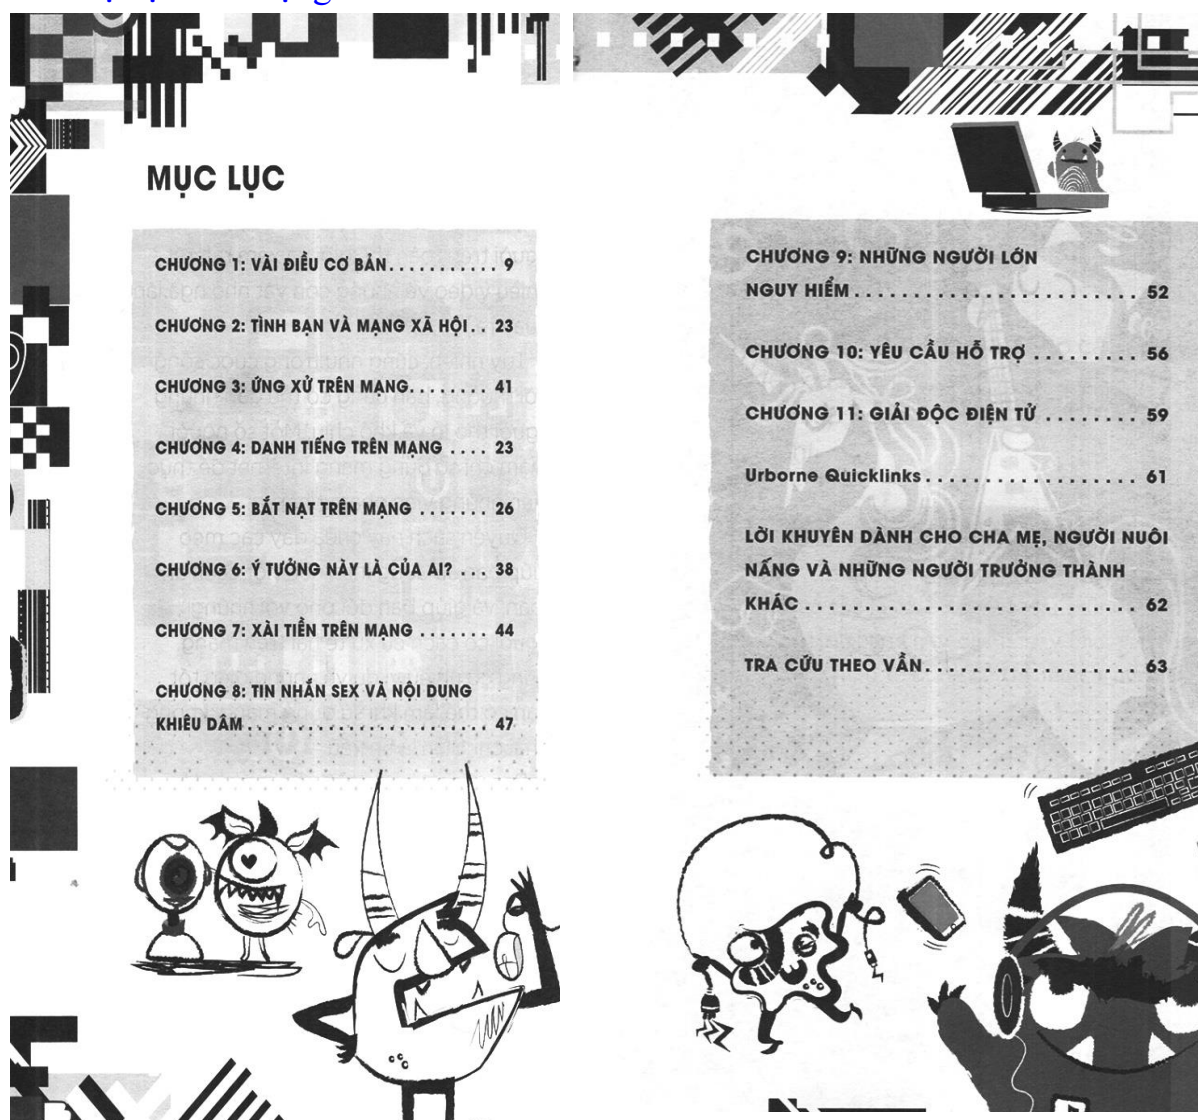 MỤC LỤC
CHƯƠNG 1: VÀI ĐIỀU CƠ BẢN........... 9
CHƯƠNG 2: TÌNH BẠN VÀ MẠNG XÃ HỘI.. 23
CHƯƠNG 3: ỨNG XỬ TRÊN MẠNG........ 41
CHƯƠNG 4: DANH TIẾNG TRÊN MẠNG .... 23
CHƯƠNG 5: BẮT NẠT TRÊN MẠNG ....... 26
CHƯƠNG 6: Ý TƯỞNG NÀY LÀ CỦA AI? ... 38
CHƯƠNG 7: XÀI TIỀN TRÊN MẠNG ....... 44
CHƯƠNG 8: TIN NHẮN SEX VÀ NỘI DUNG
KHIÊU DÂM ........................ 47
CHƯƠNG 9: NHỮNG NGƯỜI LỚN
NGUY HIỂM ........................ 52
CHƯƠNG 10: YÊU CẦU HỖ TRỢ ......... 56
CHƯƠNG 11: GIẢI ĐỘC ĐIỆN TỬ ........ 59
Urborne Quicklinks.................. 61
LỜI KHUYÊN DÀNH CHO CHA MẸ, NGƯỜI NUÔI
NẤNG VÀ NHỮNG NGƯỜI TRƯỞNG THÀNH
KHÁC ............................ 62
TRA CỨU THEO VẦN.................. 63